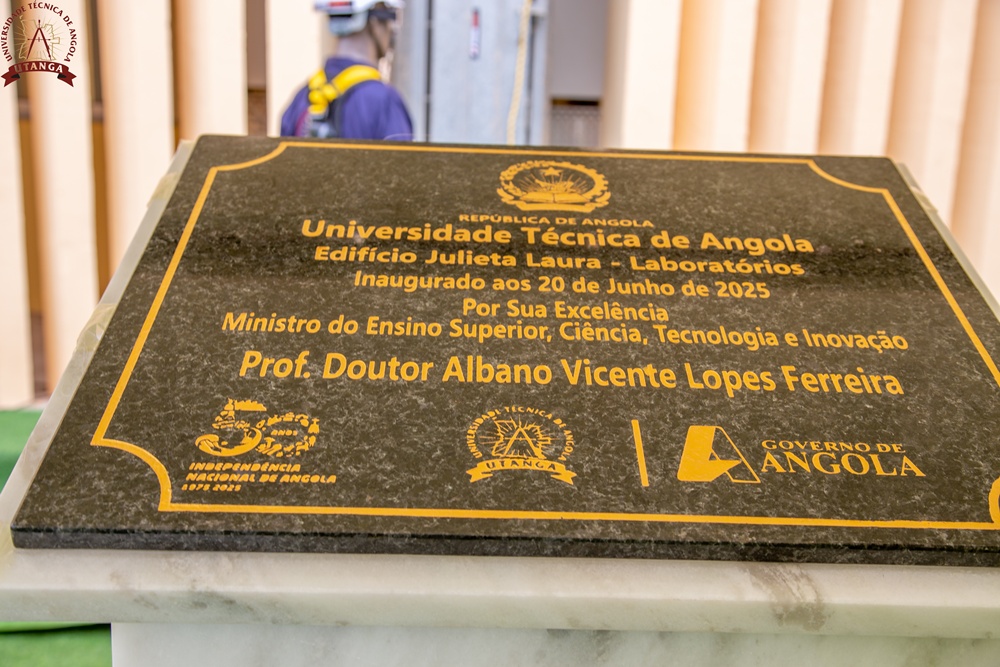 UNIVERSIDADE TÉCNICA DE ANGOLA
UTANGA
REPÚBLICA DE ANGOLA
Universidade Técnica de Angola
Edifício Julieta Laura - Laboratórios
Inaugurado aos 20 de Junho de 2025
Por Sua Excelência
Ministro do Ensino Superior, Ciência, Tecnologia e Inovação
Prof. Doutor Albano Vicente Lopes Ferreira
50 ANOS
INDEPENDÊNCIA
NACIONAL DE ANGOLA
1975 2025
UNIVERSIDADE TÉCNICA DE ANGOLA
UTANGA
GOVERNO DE
ANGOLA